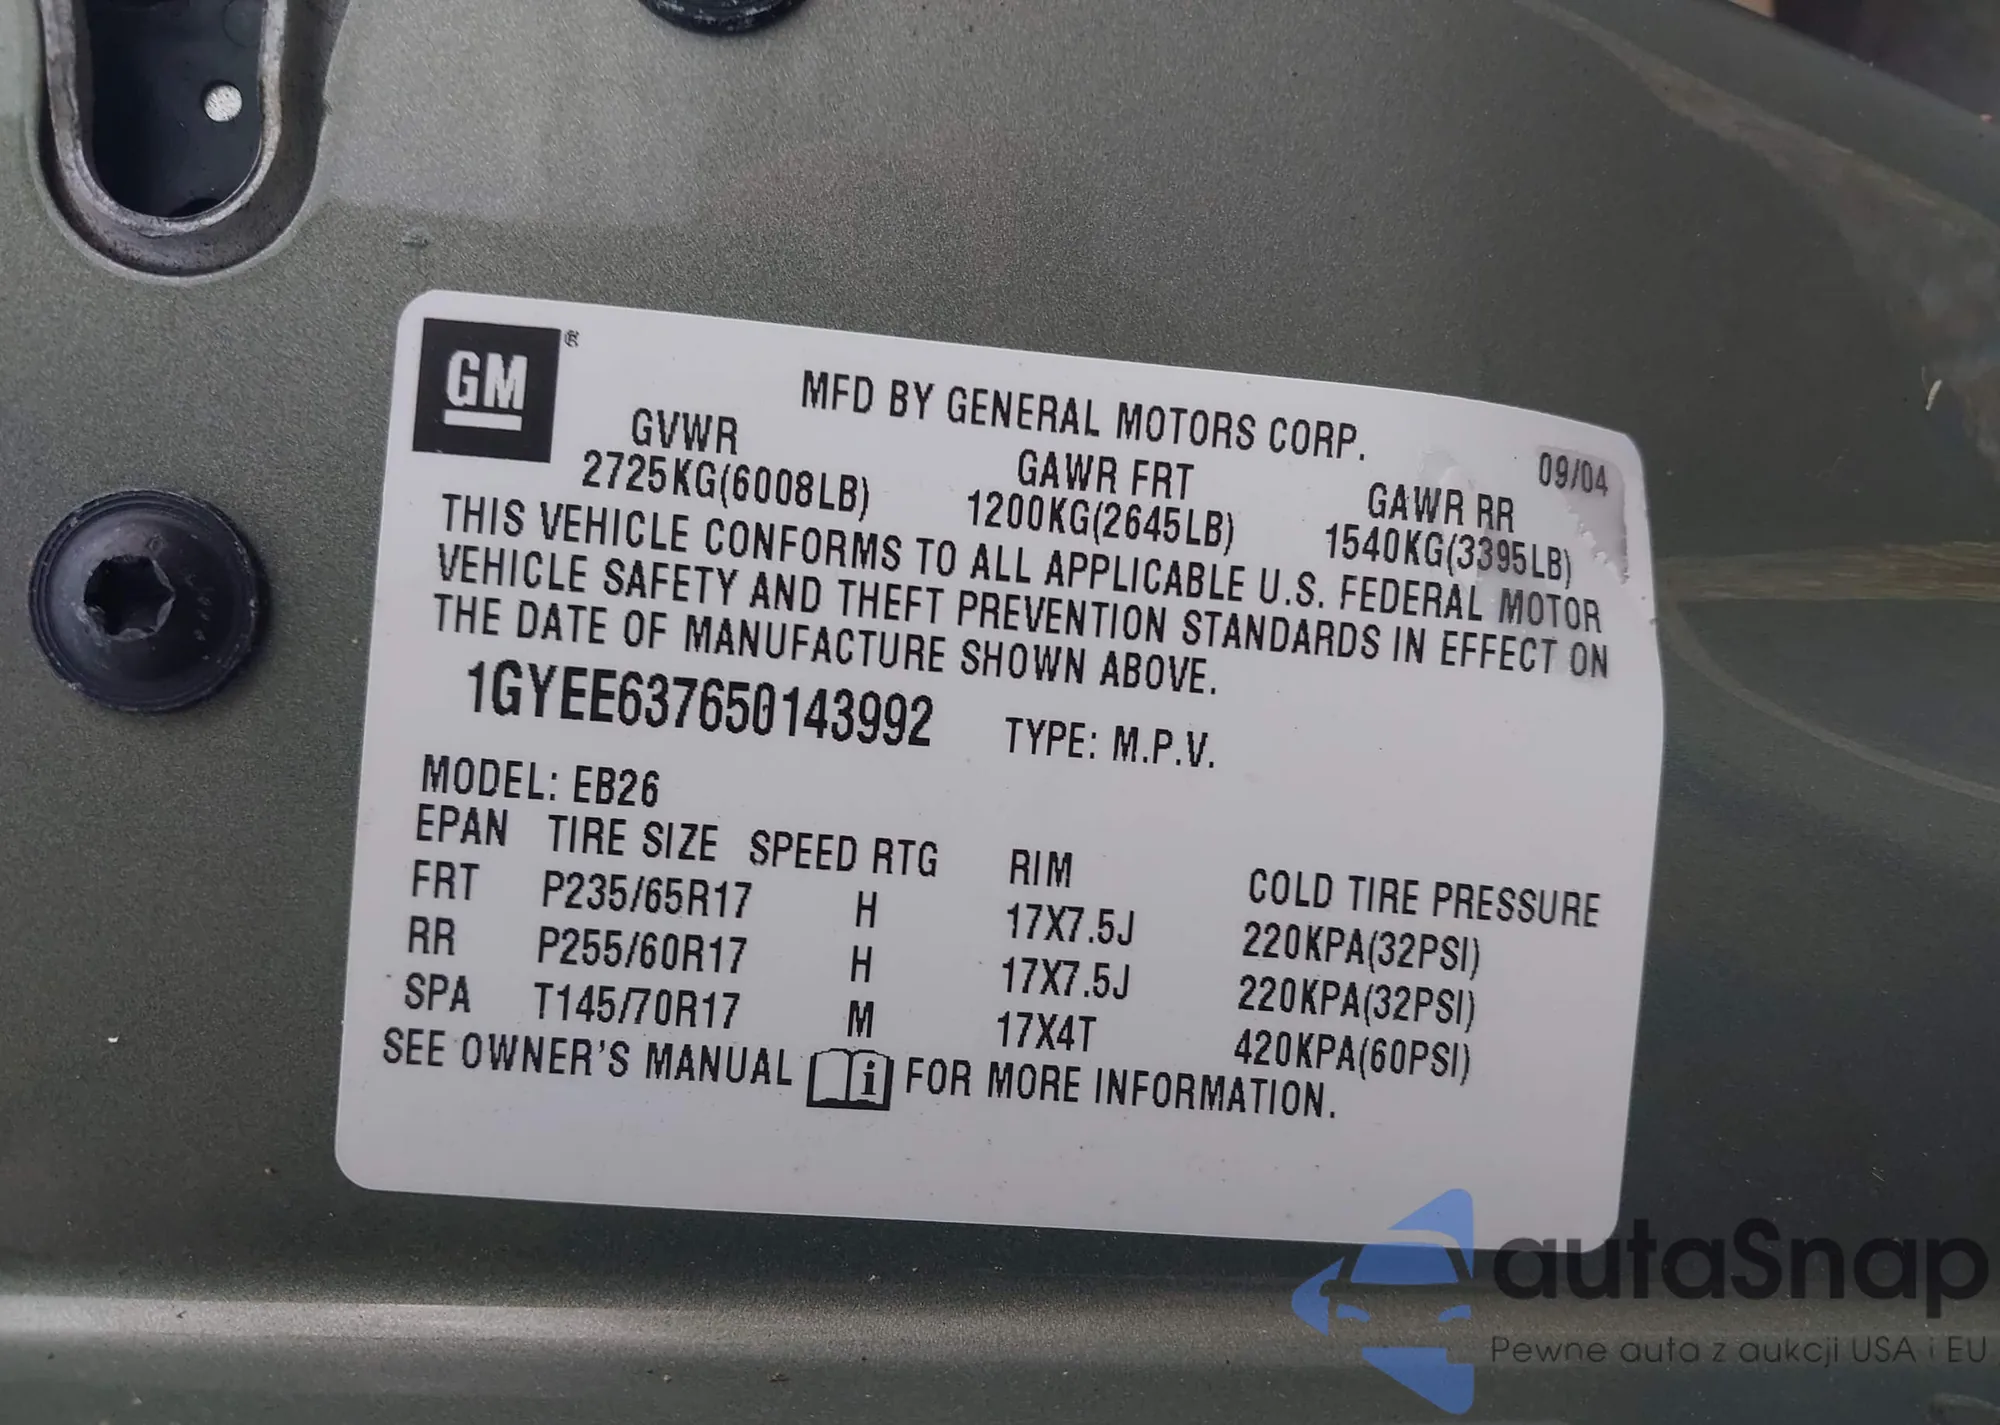 GM®
MFD BY GENERAL MOTORS CORP. 09/04
GVWR GAWR FRT GAWR RR
2725KG(6008LB) 1200KG(2645LB) 1540KG(3395LB)
THIS VEHICLE CONFORMS TO ALL APPLICABLE U.S. FEDERAL MOTOR
VEHICLE SAFETY AND THEFT PREVENTION STANDARDS IN EFFECT ON
THE DATE OF MANUFACTURE SHOWN ABOVE.
1GYEE637650143992 TYPE: M.P.V.
MODEL: EB26
EPAN TIRE SIZE SPEED RTG RIM COLD TIRE PRESSURE
FRT P235/65R17 H 17X7.5J 220KPA(32PSI)
RR P255/60R17 H 17X7.5J 220KPA(32PSI)
SPA T145/70R17 M 17X4T 420KPA(60PSI)
SEE OWNER'S MANUAL i FOR MORE INFORMATION.
autaSnap
Pewne auta z aukcji USA i EU